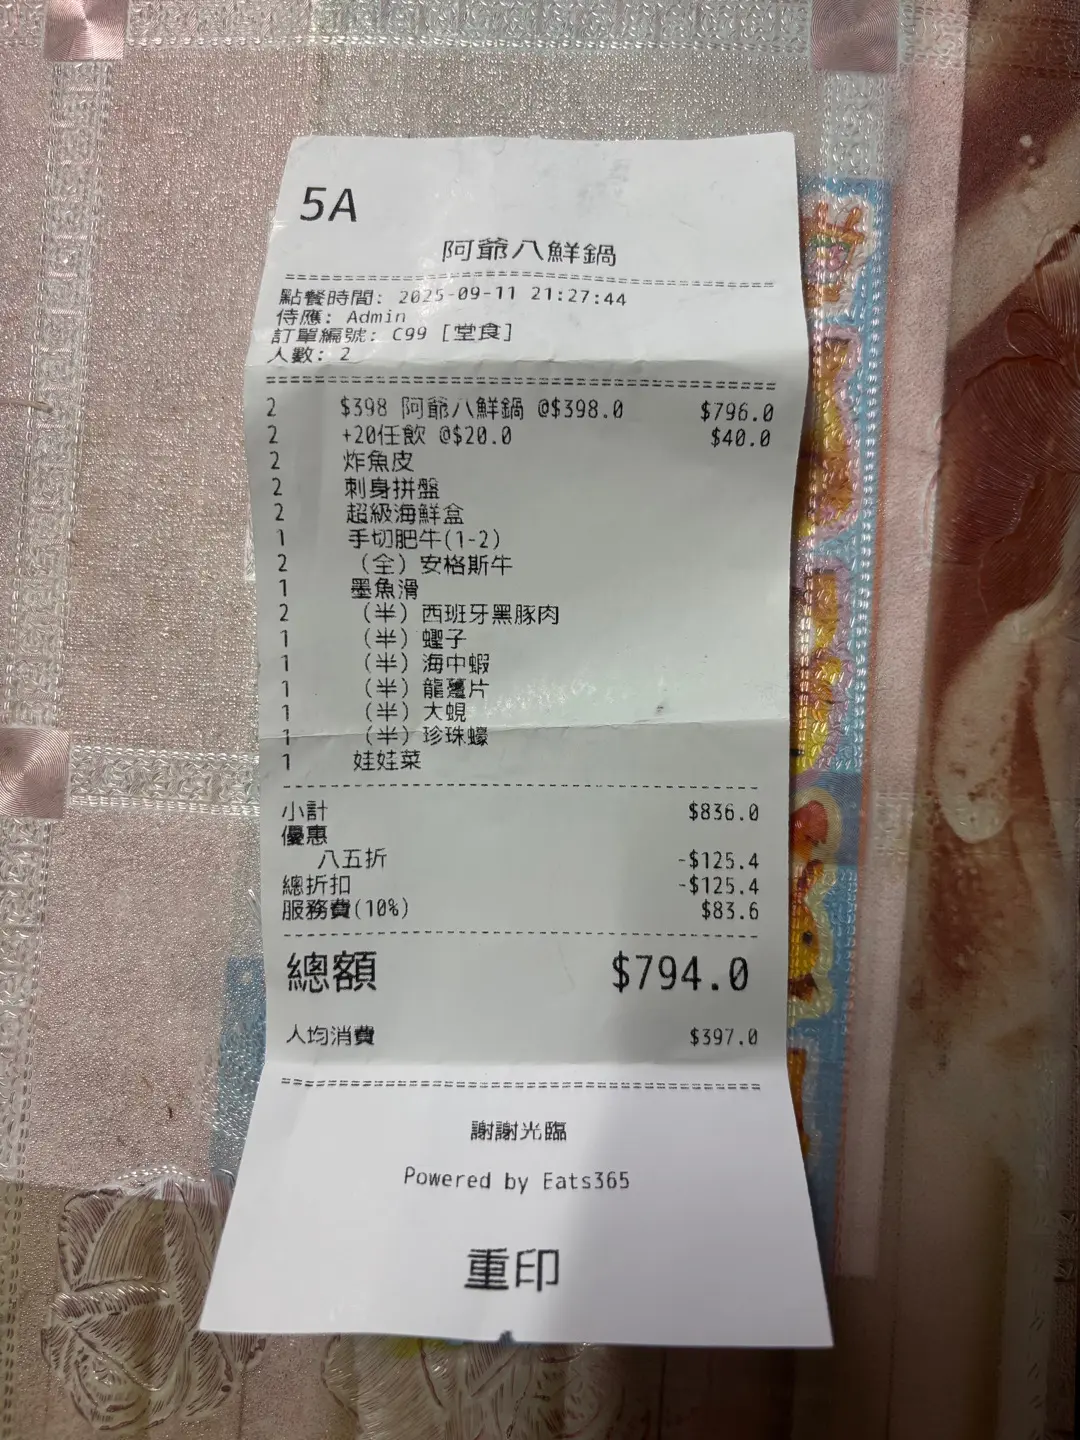 5A
阿爺八鮮鍋
點餐時間: 2025-09-11 21:27:44
侍應: Admin
訂單編號: C99 [堂食]
人數: 2
2 $398 阿爺八鮮鍋 @$398.0 $796.0
2 +20任飲 @$20.0 $40.0
2 炸魚皮
2 刺身拼盤
2 超級海鮮盒
1 手切肥牛(1-2)
2 (全) 安格斯牛
1 墨魚滑
2 (半) 西班牙黑豚肉
1 (半) 蟶子
1 (半) 海中蝦
1 (半) 龍躉片
1 (半) 大蜆
1 (半) 珍珠蠔
1 娃娃菜
小計 $836.0
優惠
八五折 -$125.4
總折扣 -$125.4
服務費(10%) $83.6
總額 $794.0
人均消費 $397.0
謝謝光臨
Powered by Eats365
重印